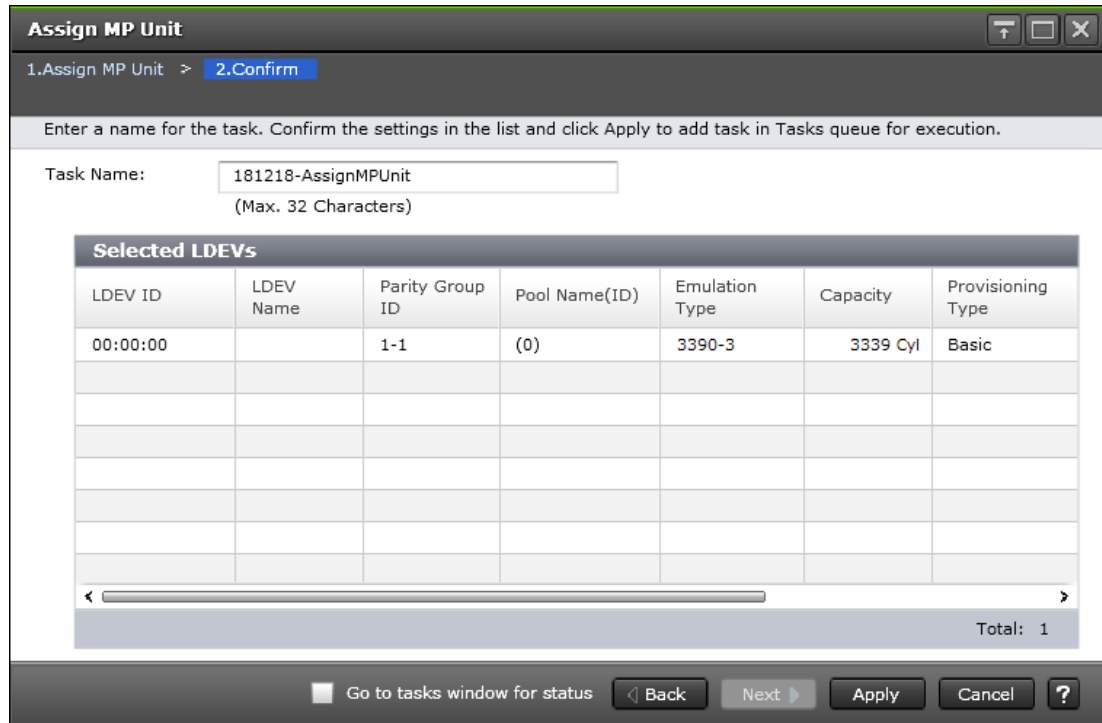 Assign MP Unit
1.Assign MP Unit > 2.Confirm
Enter a name for the task. Confirm the settings in the list and click Apply to add task in Tasks queue for execution.
Task Name: 181218-AssignMPUnit
(Max. 32 Characters)
Selected LDEVs
LDEV ID LDEV Name Parity Group ID Pool Name(ID) Emulation Type Capacity Provisioning Type
00:00:00 1-1 (0) 3390-3 3339 Cyl Basic
Total: 1
Go to tasks window for status Back Next Apply Cancel ?